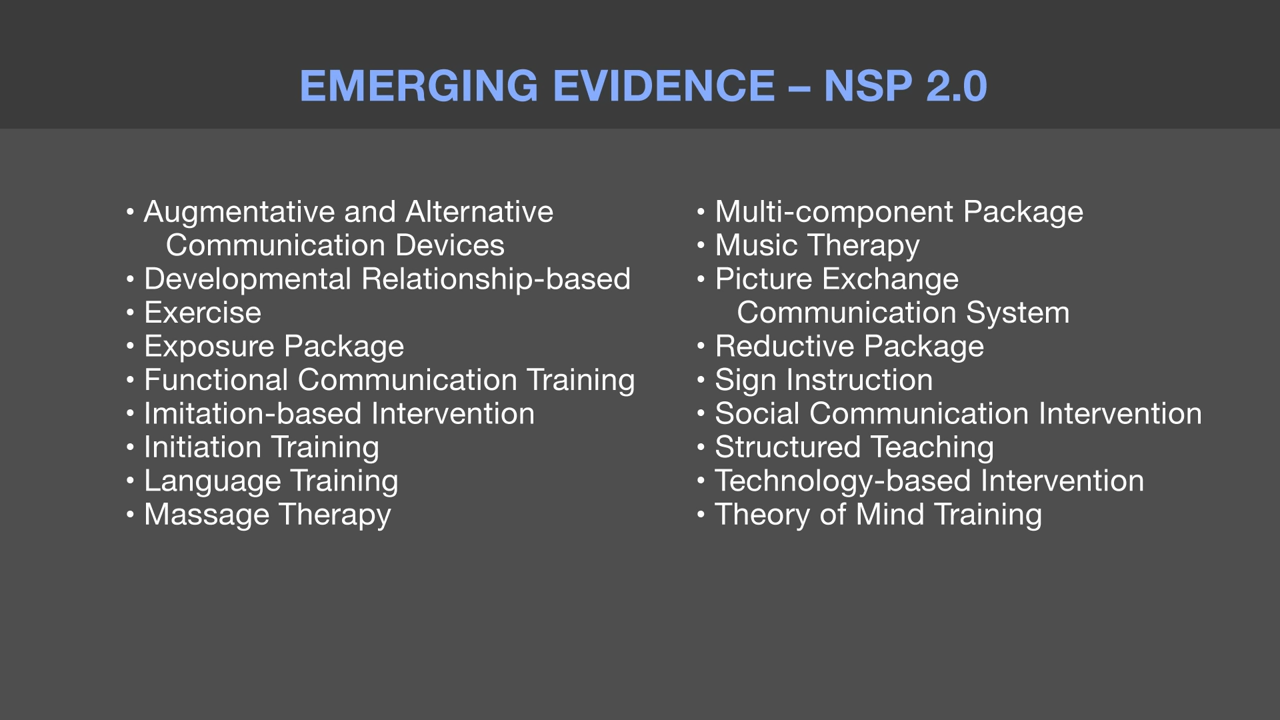 EMERGING EVIDENCE – NSP 2.0
• Augmentative and Alternative
Communication Devices
• Developmental Relationship-based
• Exercise
• Exposure Package
• Functional Communication Training
• Imitation-based Intervention
• Initiation Training
• Language Training
• Massage Therapy
• Multi-component Package
• Music Therapy
• Picture Exchange
Communication System
• Reductive Package
• Sign Instruction
• Social Communication Intervention
• Structured Teaching
• Technology-based Intervention
• Theory of Mind Training